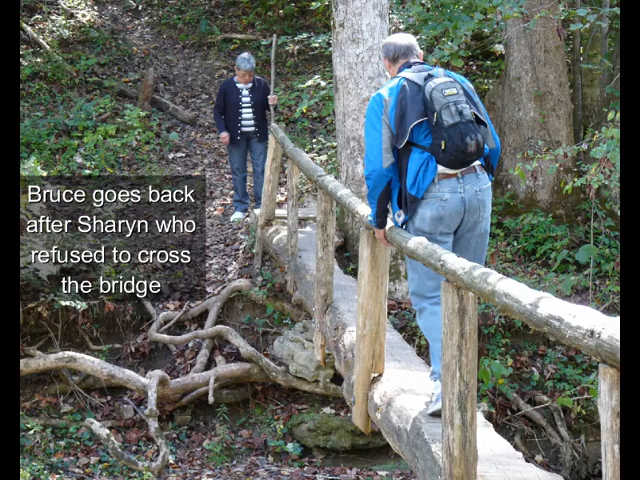 Bruce goes back
after Sharyn who
refused to cross
the bridge